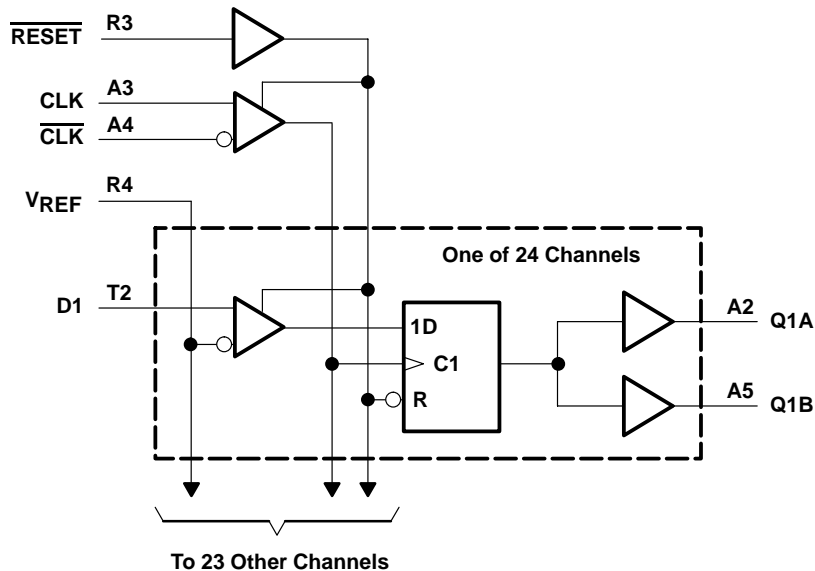 RESET R3
CLK A3
CLK A4
VREF R4
One of 24 Channels
D1 T2
1D
C1
R
A2 Q1A
A5 Q1B
To 23 Other Channels